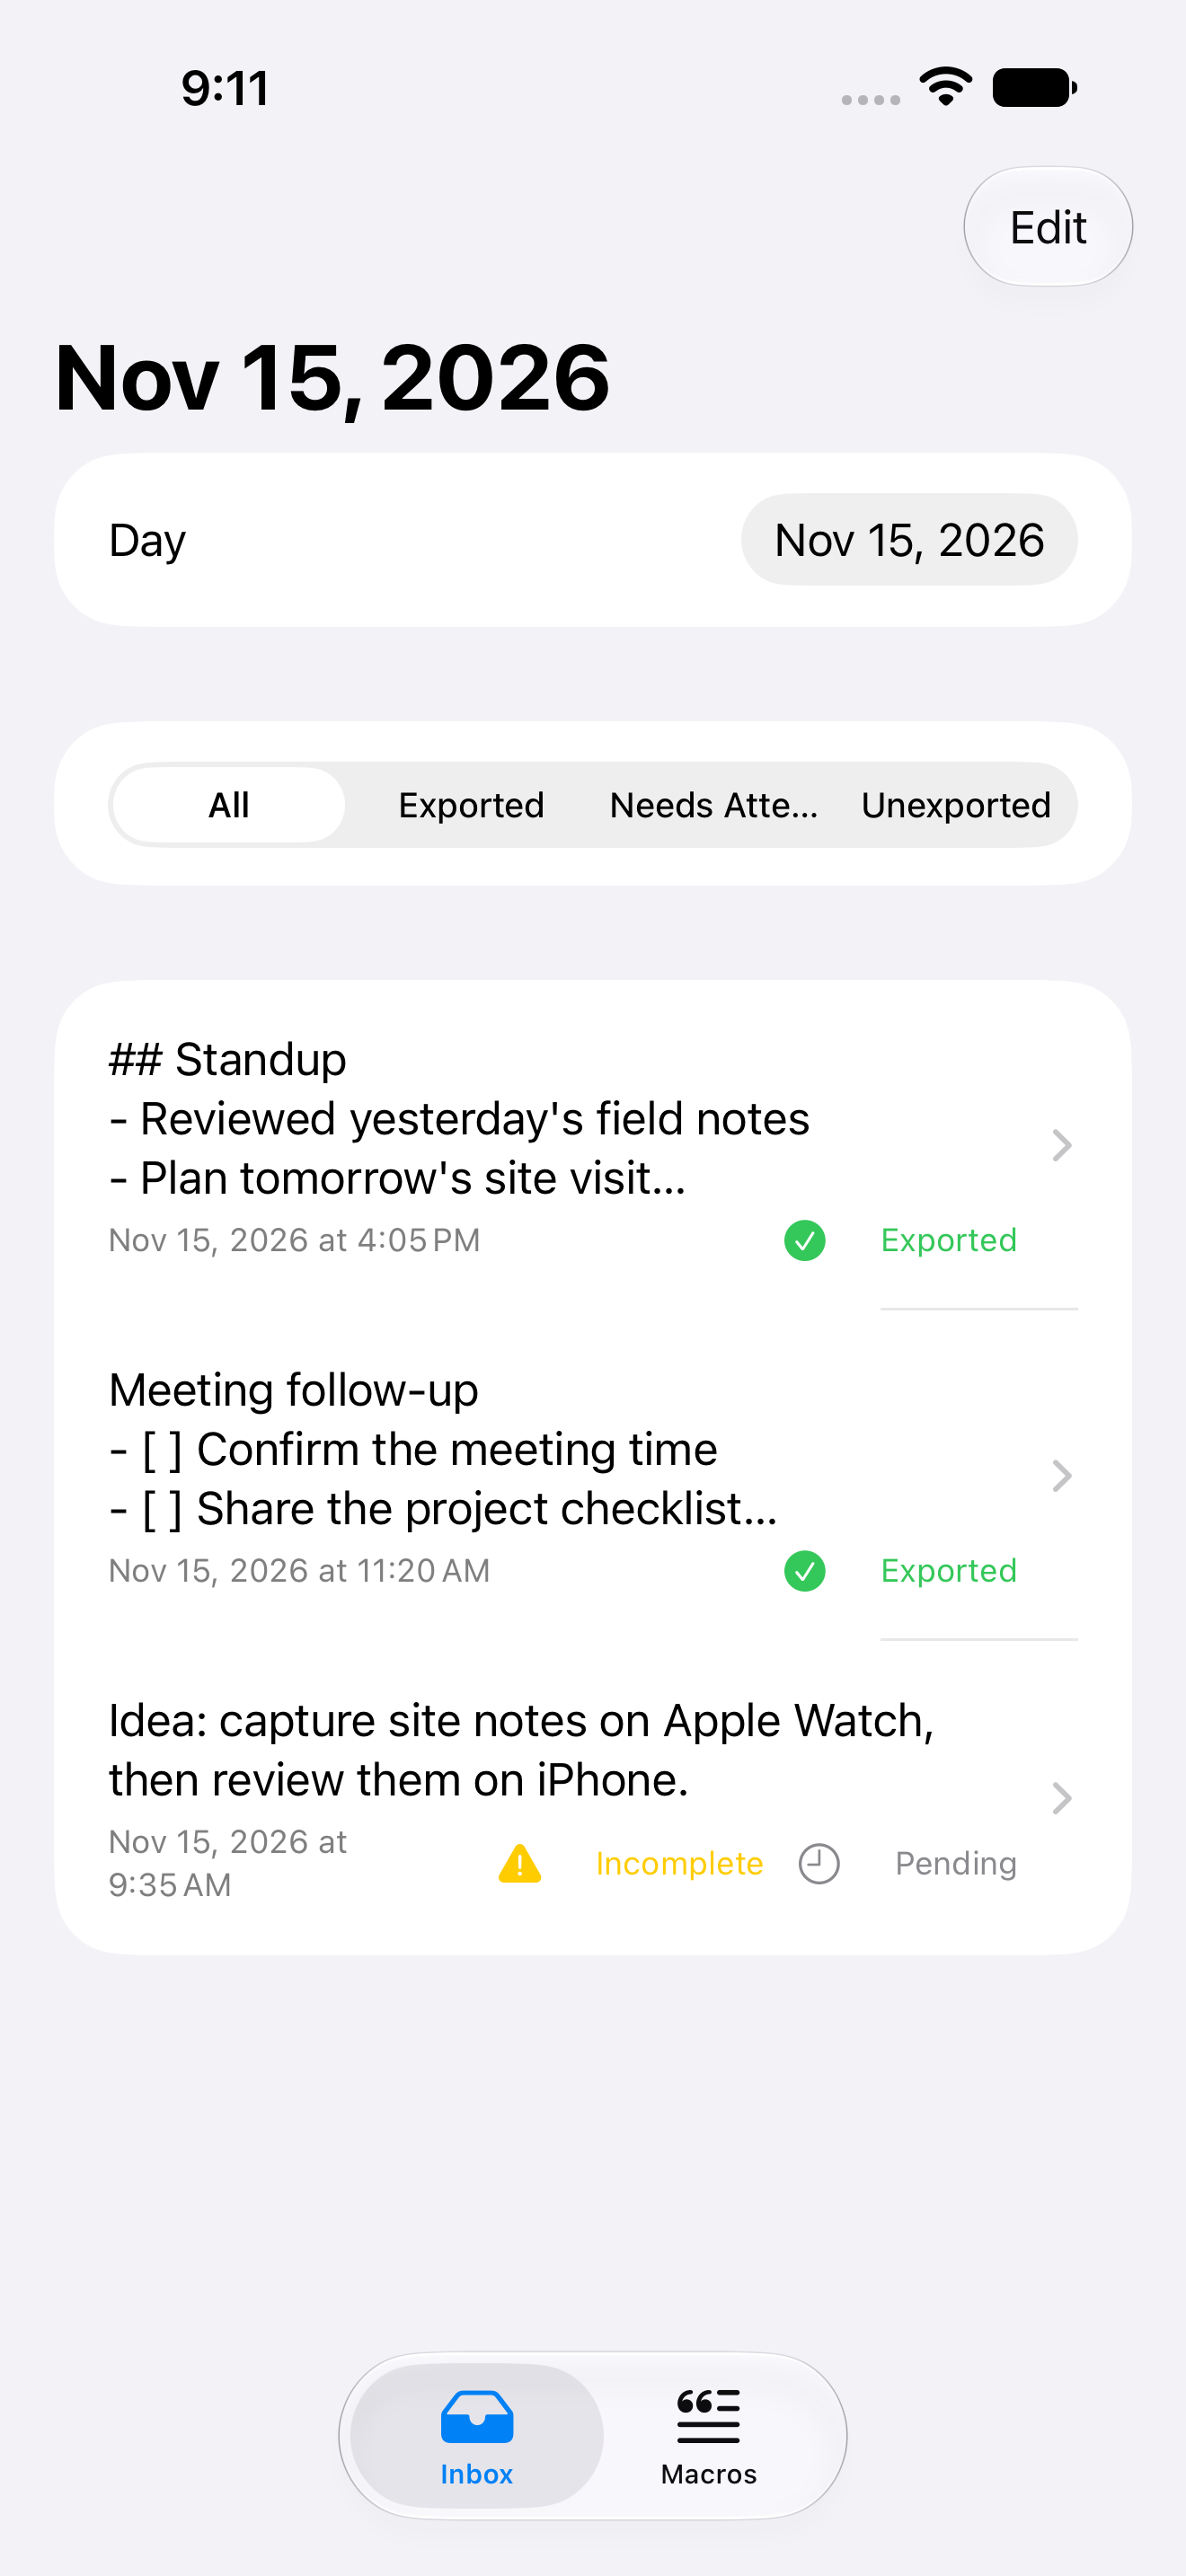 9:11
Edit
Nov 15, 2026
Day
Nov 15, 2026
All
Exported
Needs Atte...
Unexported
## Standup
- Reviewed yesterday's field notes
- Plan tomorrow's site visit...
Nov 15, 2026 at 4:05 PM
Exported
Meeting follow-up
- [ ] Confirm the meeting time
- [ ] Share the project checklist...
Nov 15, 2026 at 11:20 AM
Exported
Idea: capture site notes on Apple Watch,
then review them on iPhone.
Nov 15, 2026 at
9:35 AM
Incomplete
Pending
Inbox
Macros